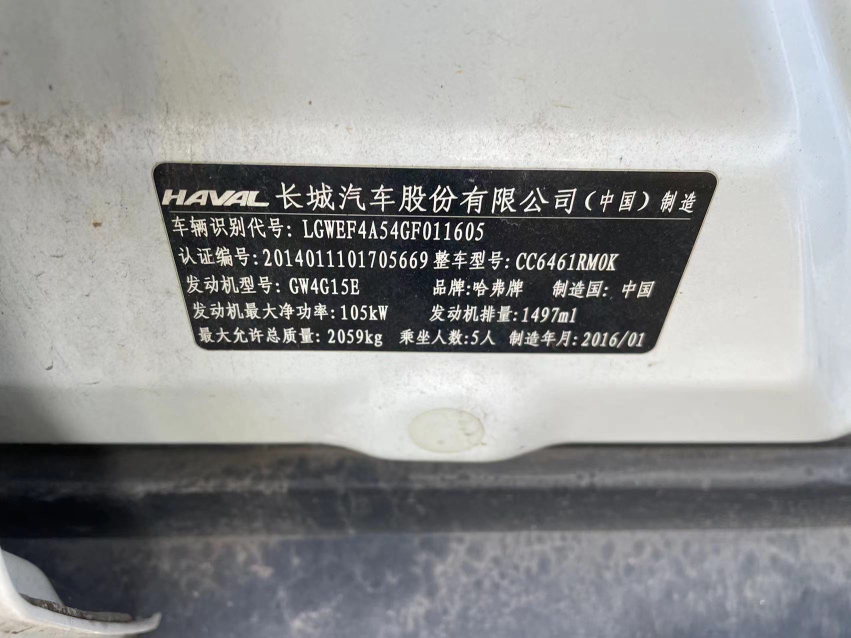 HAVAL 长城汽车股份有限公司(中国)制造
车辆识别代号: LGWEF4A54GF011605
认证编号: 2014011101705669 整车型号: CC6461RM0K
发动机型号: GW4G15E 品牌:哈弗牌 制造国: 中国
发动机最大净功率: 105kW 发动机排量: 1497ml
最大允许总质量: 2059kg 乘坐人数:5人 制造年月: 2016/01